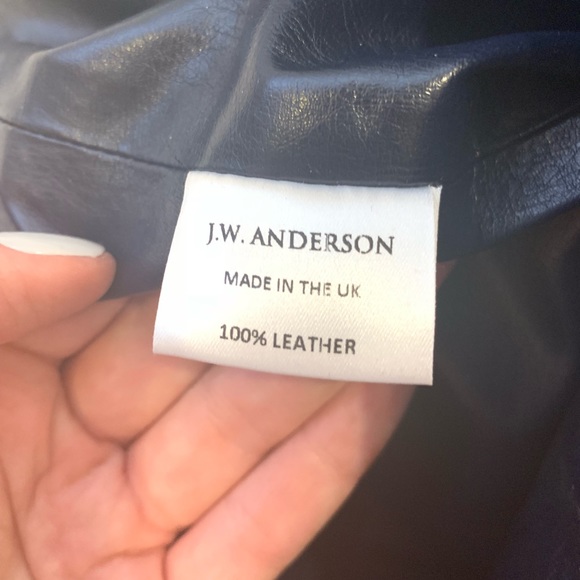 J.W. ANDERSON
MADE IN THE UK
100% LEATHER